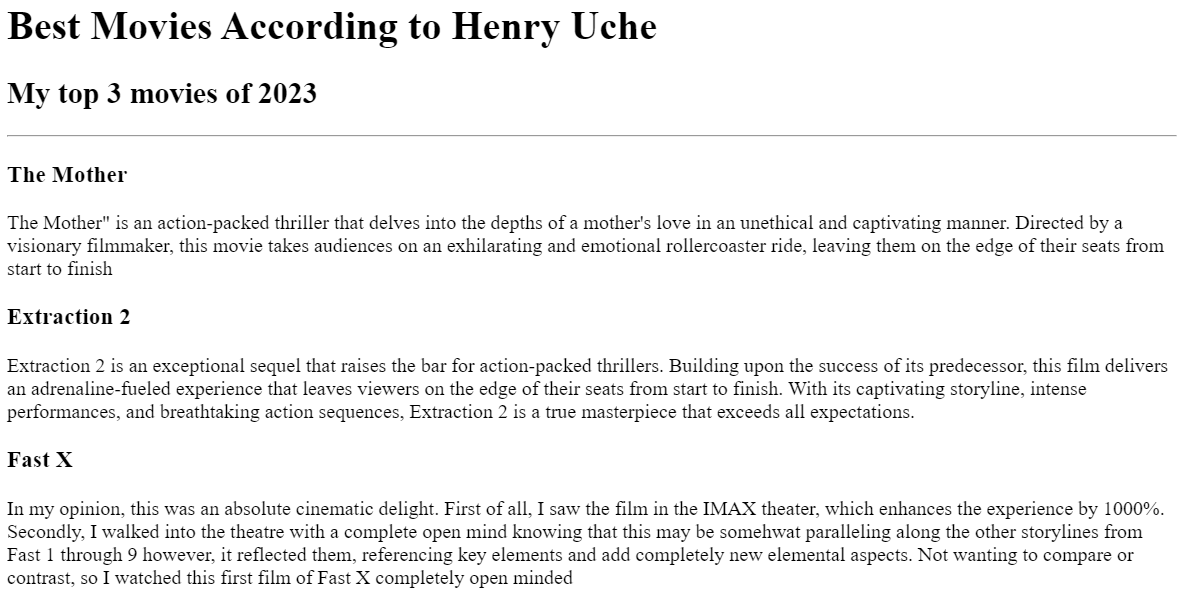 Best Movies According to Henry Uche
My top 3 movies of 2023
The Mother
The Mother" is an action-packed thriller that delves into the depths of a mother's love in an unethical and captivating manner. Directed by a
visionary filmmaker, this movie takes audiences on an exhilarating and emotional rollercoaster ride, leaving them on the edge of their seats from
start to finish
Extraction 2
Extraction 2 is an exceptional sequel that raises the bar for action-packed thrillers. Building upon the success of its predecessor, this film delivers
an adrenaline-fueled experience that leaves viewers on the edge of their seats from start to finish. With its captivating storyline, intense
performances, and breathtaking action sequences, Extraction 2 is a true masterpiece that exceeds all expectations.
Fast X
In my opinion, this was an absolute cinematic delight. First of all, I saw the film in the IMAX theater, which enhances the experience by 1000%.
Secondly, I walked into the theatre with a complete open mind knowing that this may be somehwat paralleling along the other storylines from
Fast 1 through 9 however, it reflected them, referencing key elements and add completely new elemental aspects. Not wanting to compare or
contrast, so I watched this first film of Fast X completely open minded